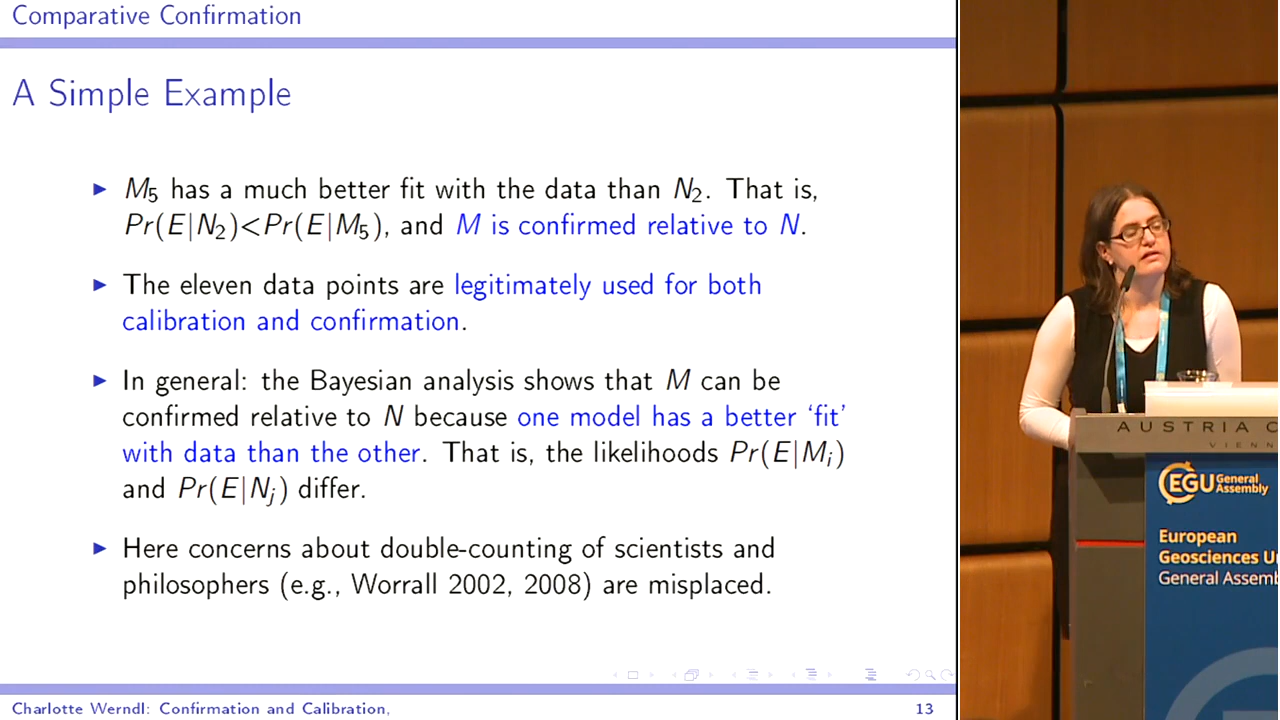 Comparative Confirmation
A Simple Example
▶ M₅ has a much better fit with the data than N₂. That is,
Pr(E|N₂)<Pr(E|M₅), and M is confirmed relative to N.
▶ The eleven data points are legitimately used for both
calibration and confirmation.
▶ In general: the Bayesian analysis shows that M can be
confirmed relative to N because one model has a better ‘fit’
with data than the other. That is, the likelihoods Pr(E|Mᵢ)
and Pr(E|Nⱼ) differ.
▶ Here concerns about double-counting of scientists and
philosophers (e.g., Worrall 2002, 2008) are misplaced.
Charlotte Werndl: Confirmation and Calibration,
13
AUSTRIA C
VIENN
EGU General
Assembly
European
Geosciences U
General Assemb